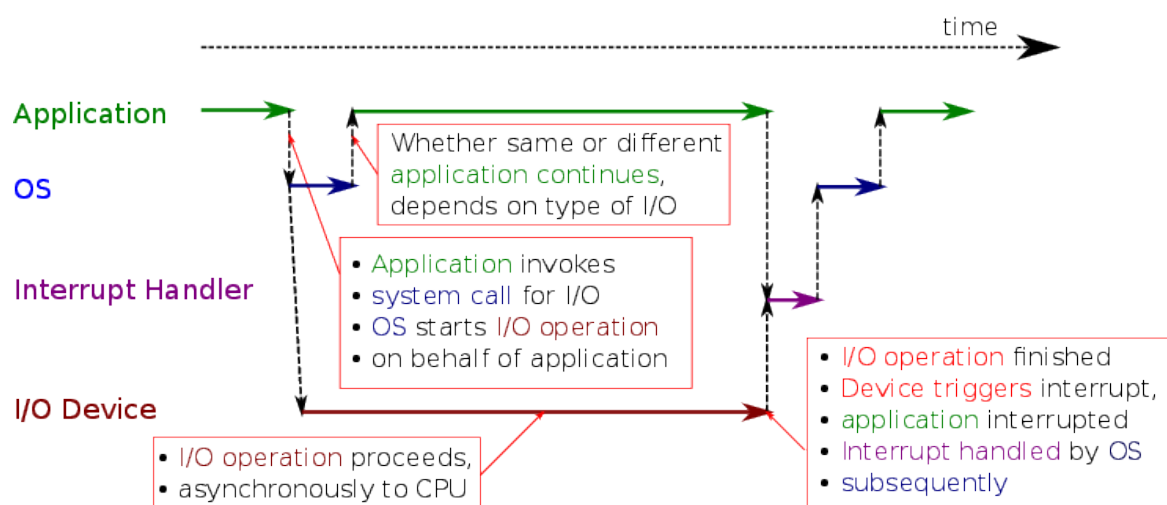 time
Application
Whether same or different
application continues,
depends on type of I/O
OS
• Application invokes
• system call for I/O
• OS starts I/O operation
• on behalf of application
Interrupt Handler
• I/O operation finished
• Device triggers interrupt,
• application interrupted
• Interrupt handled by OS
• subsequently
I/O Device
• I/O operation proceeds,
• asynchronously to CPU